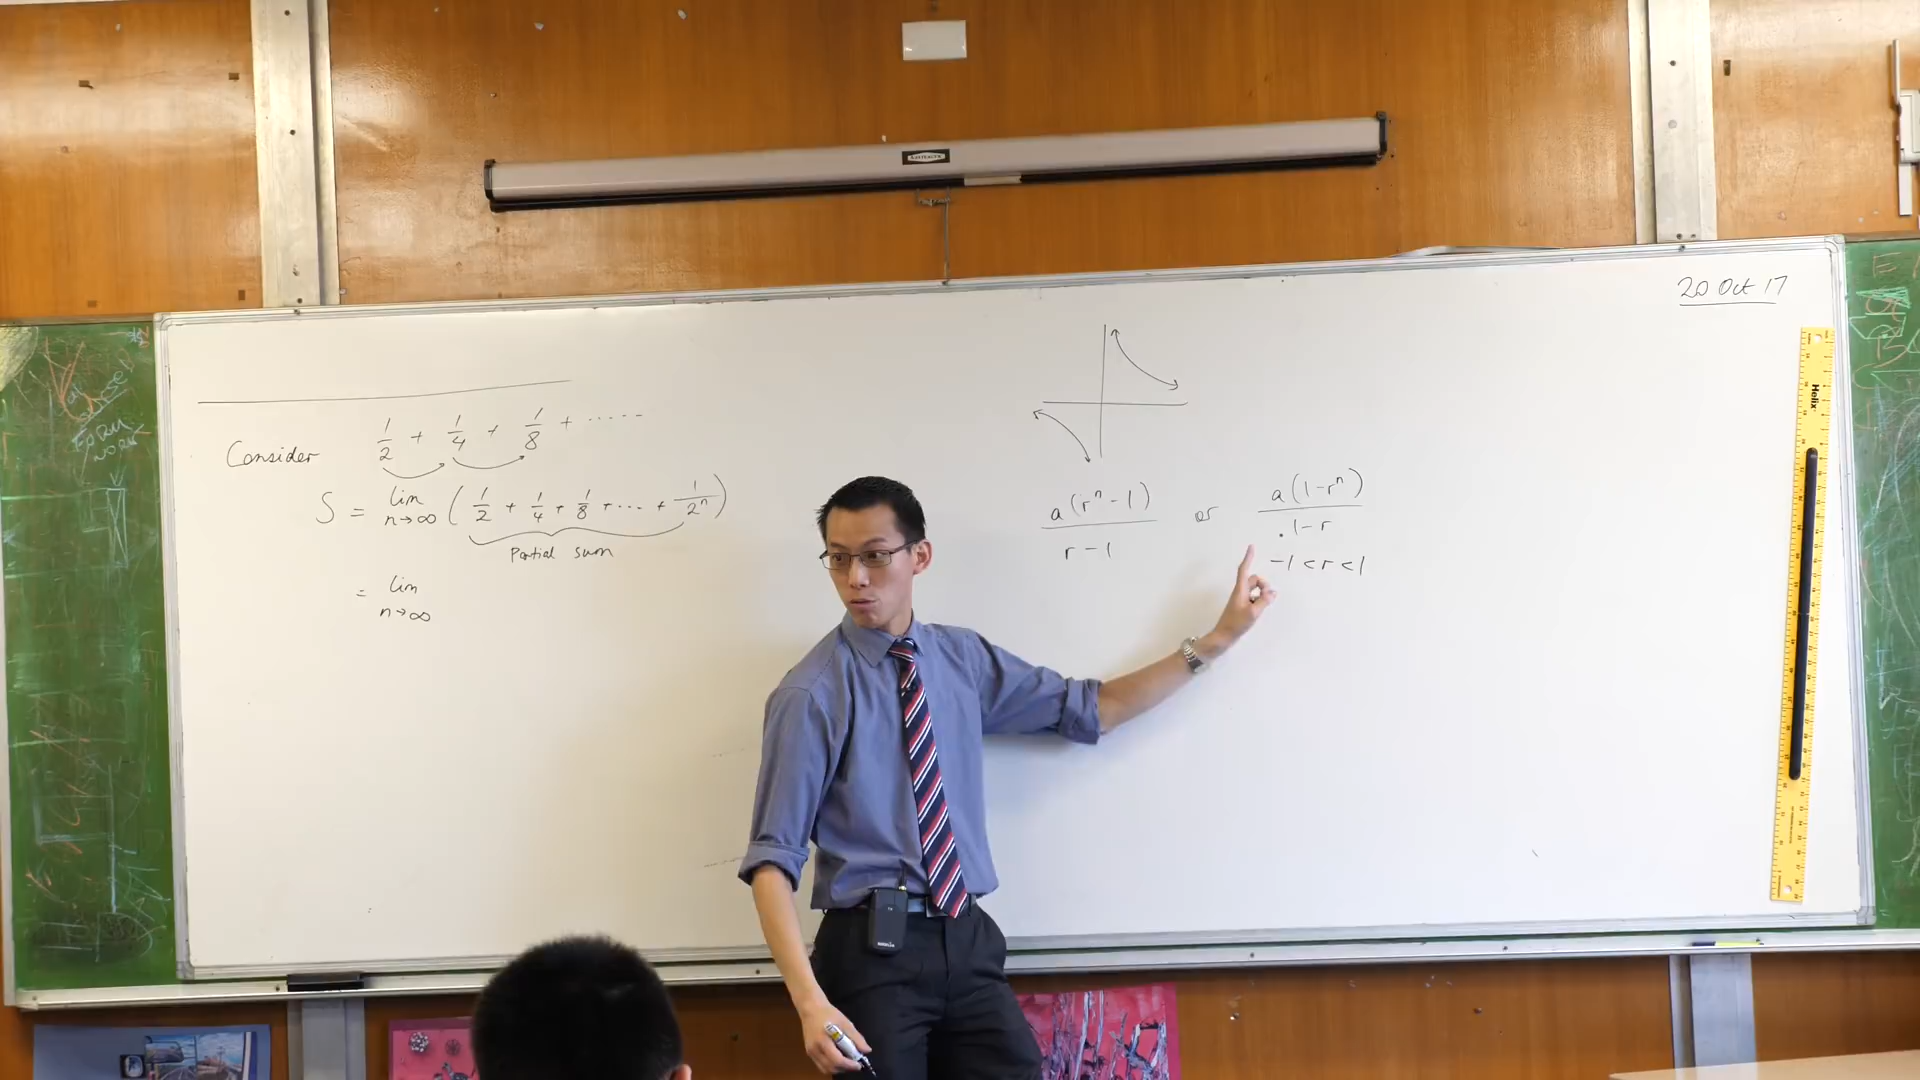 20 Oct 17
Consider 1/2 + 1/4 + 1/8 + ······
S = lim n→∞ ( 1/2 + 1/4 + 1/8 + ··· + 1/2ⁿ )
Partial sum
= lim n→∞
a(rⁿ - 1) / r - 1 or a(1-rⁿ) / 1-r
-1 < r < 1
Helix